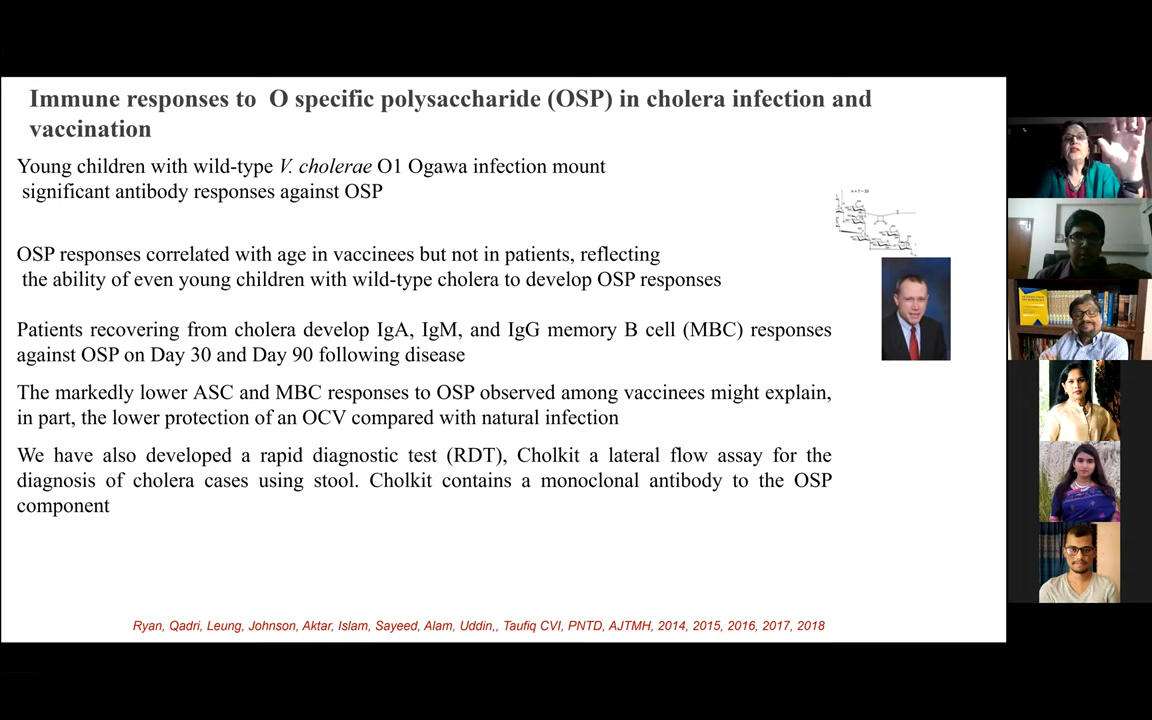 Immune responses to O specific polysaccharide (OSP) in cholera infection and
vaccination
Young children with wild-type V. cholerae O1 Ogawa infection mount
significant antibody responses against OSP
OSP responses correlated with age in vaccinees but not in patients, reflecting
the ability of even young children with wild-type cholera to develop OSP responses
Patients recovering from cholera develop IgA, IgM, and IgG memory B cell (MBC) responses
against OSP on Day 30 and Day 90 following disease
The markedly lower ASC and MBC responses to OSP observed among vaccinees might explain,
in part, the lower protection of an OCV compared with natural infection
We have also developed a rapid diagnostic test (RDT), Cholkit a lateral flow assay for the
diagnosis of cholera cases using stool. Cholkit contains a monoclonal antibody to the OSP
component
Ryan, Qadri, Leung, Johnson, Aktar, Islam, Sayeed, Alam, Uddin,, Taufiq CVI, PNTD, AJTMH, 2014, 2015, 2016, 2017, 2018